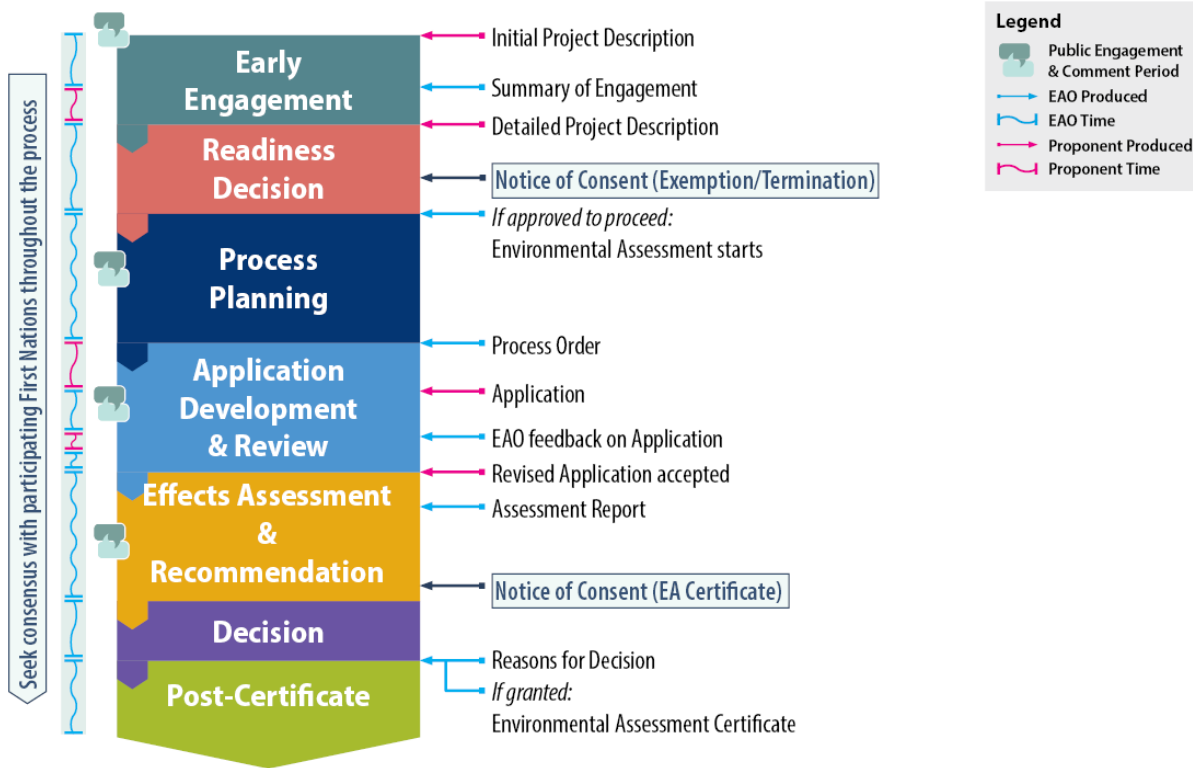 Seek consensus with participating First Nations throughout the process
Early
Engagement
Readiness
Decision
Process
Planning
Application
Development
& Review
Effects Assessment
&
Recommendation
Decision
Post-Certificate
Initial Project Description
Summary of Engagement
Detailed Project Description
Notice of Consent (Exemption/Termination)
If approved to proceed:
Environmental Assessment starts
Process Order
Application
EAO feedback on Application
Revised Application accepted
Assessment Report
Notice of Consent (EA Certificate)
Reasons for Decision
If granted:
Environmental Assessment Certificate
Legend
Public Engagement
& Comment Period
EAO Produced
EAO Time
Proponent Produced
Proponent Time